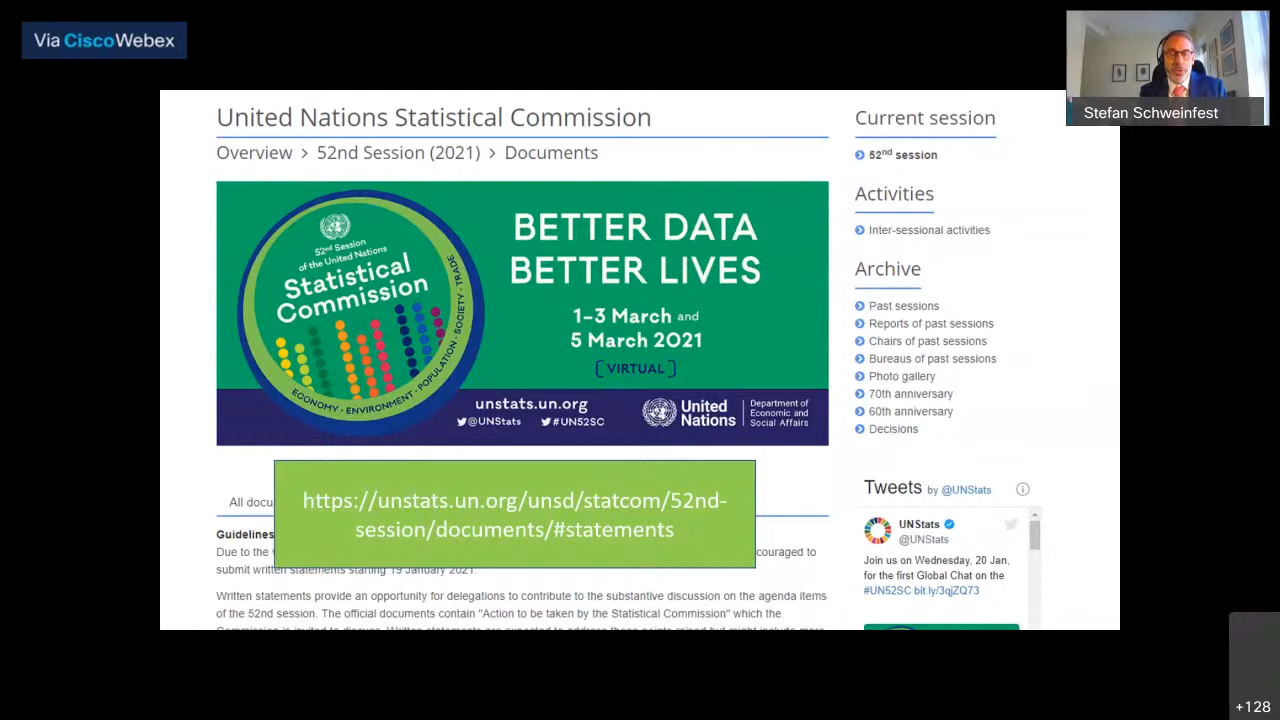 Via CiscoWebex
Stefan Schweinfest
United Nations Statistical Commission
Overview > 52nd Session (2021) > Documents
52nd Session
of the United Nations
Statistical
Commission
ECONOMY · ENVIRONMENT · POPULATION · SOCIETY · TRADE
BETTER DATA
BETTER LIVES
1–3 March and
5 March 2021
[VIRTUAL]
unstats.un.org
@UNStats #UN52SC
United
Nations
Department of
Economic and
Social Affairs
All docu
https://unstats.un.org/unsd/statcom/52nd-
session/documents/#statements
Guidelines
Due to the couraged to
submit written statements starting 19 January 2021.
Written statements provide an opportunity for delegations to contribute to the substantive discussion on the agenda items
of the 52nd session. The official documents contain "Action to be taken by the Statistical Commission" which the
Current session
52nd session
Activities
Inter-sessional activities
Archive
Past sessions
Reports of past sessions
Chairs of past sessions
Bureaus of past sessions
Photo gallery
70th anniversary
60th anniversary
Decisions
Tweets by @UNStats
UNStats
@UNStats
Join us on Wednesday, 20 Jan,
for the first Global Chat on the
#UN52SC bit.ly/3qjZQ73
+128